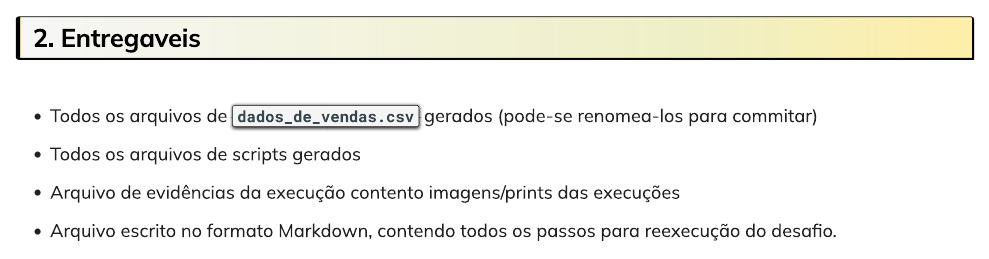 2. Entregaveis
• Todos os arquivos de dados_de_vendas.csv gerados (pode-se renomea-los para commitar)
• Todos os arquivos de scripts gerados
• Arquivo de evidências da execução contento imagens/prints das execuções
• Arquivo escrito no formato Markdown, contendo todos os passos para reexecução do desafio.